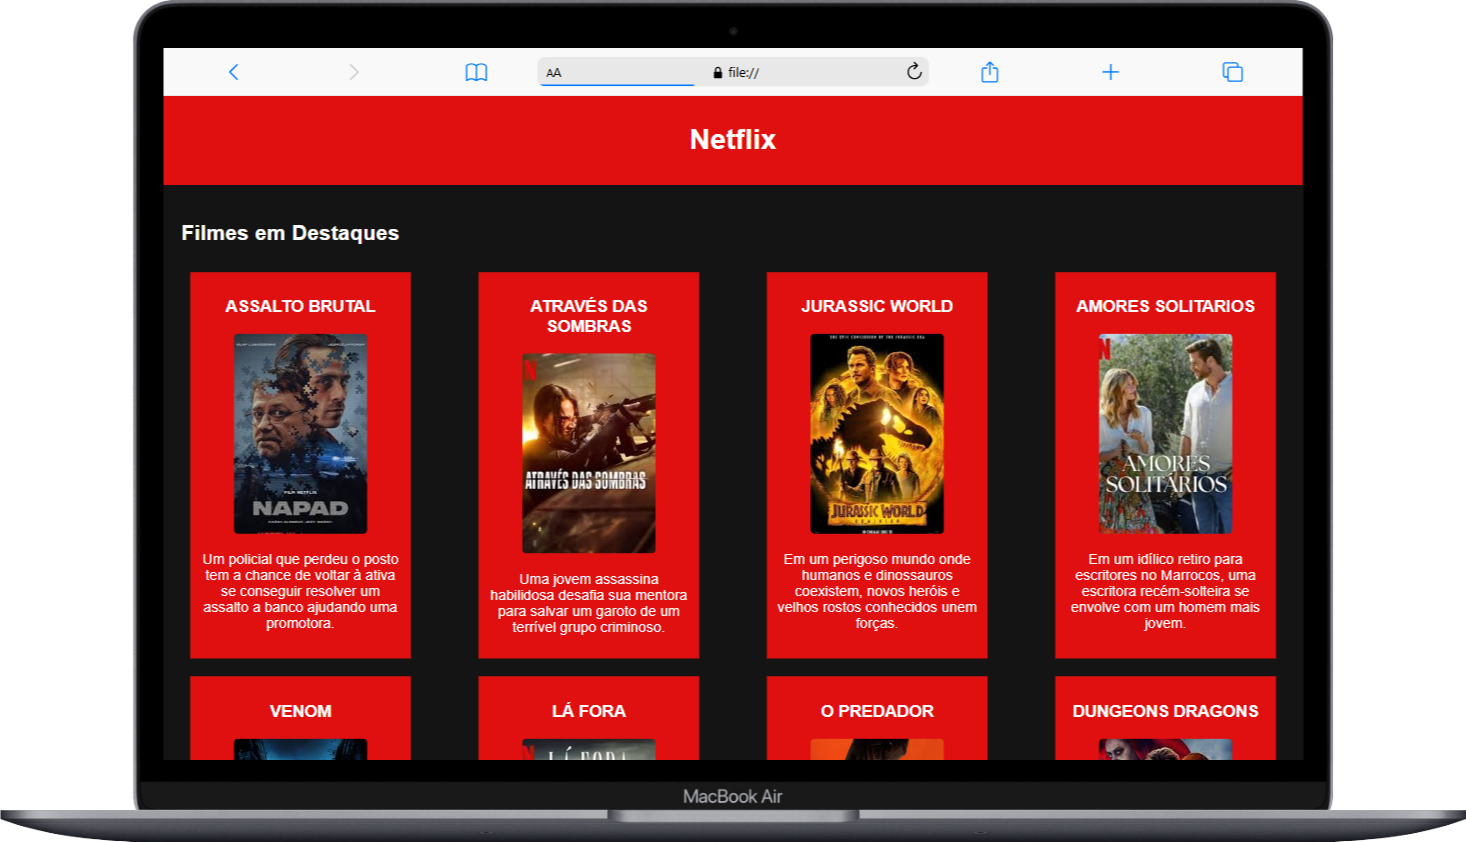 AA
file://
Netflix
Filmes em Destaques
ASSALTO BRUTAL
NAPAD
Um policial que perdeu o posto
tem a chance de voltar à ativa
se conseguir resolver um
assalto a banco ajudando uma
promotora.
ATRAVÉS DAS
SOMBRAS
N
ATRAVÉS DAS SOMBRAS
Uma jovem assassina
habilidosa desafia sua mentora
para salvar um garoto de um
terrível grupo criminoso.
JURASSIC WORLD
JURASSIC WORLD
Em um perigoso mundo onde
humanos e dinossauros
coexistem, novos heróis e
velhos rostos conhecidos unem
forças.
AMORES SOLITARIOS
N
AMORES
SOLITÁRIOS
Em um idílico retiro para
escritores no Marrocos, uma
escritora recém-solteira se
envolve com um homem mais
jovem.
VENOM
LÁ FORA
N
LÁ FORA
O PREDADOR
DUNGEONS DRAGONS
MacBook Air